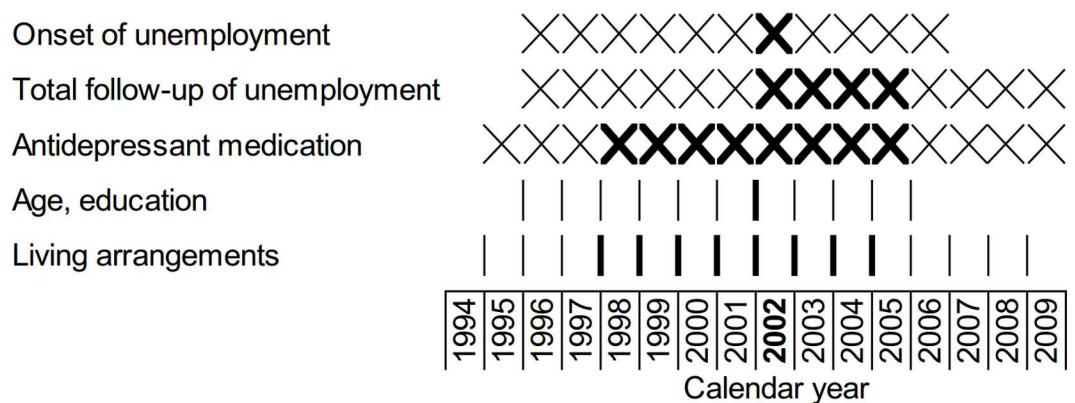 Onset of unemployment
Total follow-up of unemployment
Antidepressant medication
Age, education
Living arrangements
1994 1995 1996 1997 1998 1999 2000 2001 2002 2003 2004 2005 2006 2007 2008 2009
Calendar year